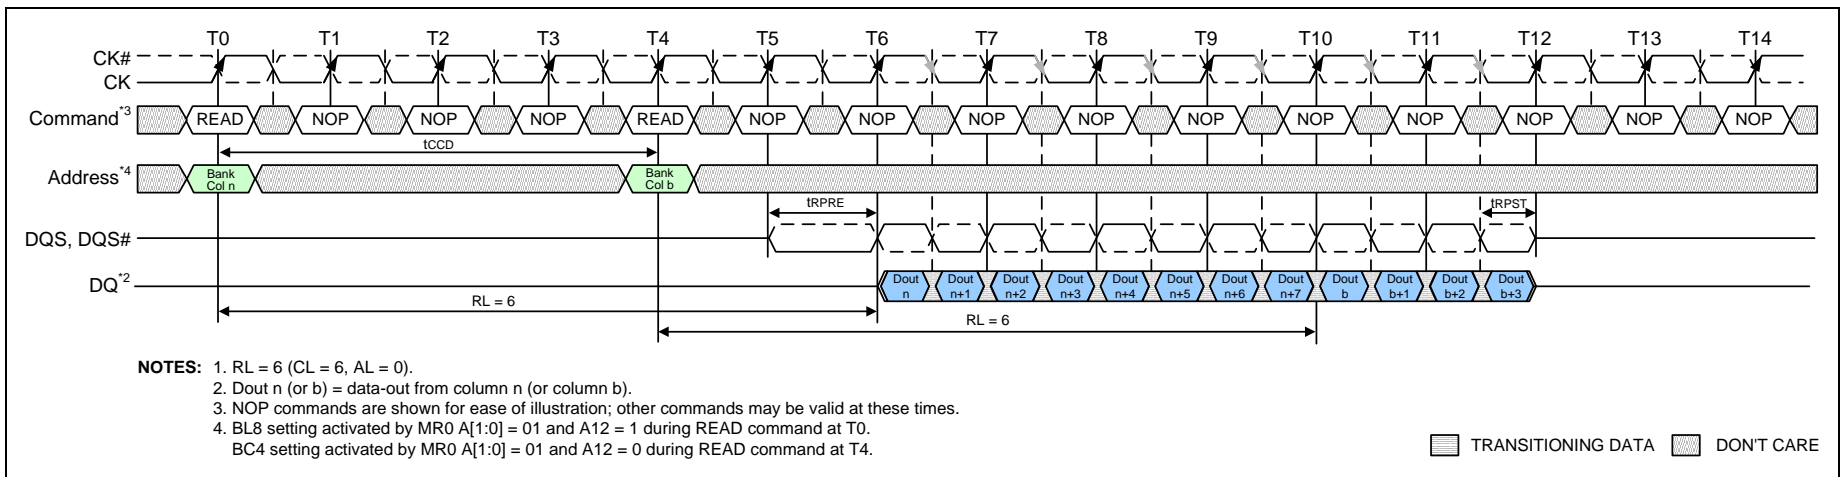 T0 T1 T2 T3 T4 T5 T6 T7 T8 T9 T10 T11 T12 T13 T14
CK#
CK
Command*3 READ NOP NOP NOP READ NOP NOP NOP NOP NOP NOP NOP NOP NOP NOP
tCCD
Address*4 Bank Col n Bank Col b
tRPRE tRPST
DQS, DQS#
DQ*2 Dout n Dout n+1 Dout n+2 Dout n+3 Dout n+4 Dout n+5 Dout n+6 Dout n+7 Dout b Dout b+1 Dout b+2 Dout b+3
RL = 6
RL = 6
NOTES: 1. RL = 6 (CL = 6, AL = 0).
2. Dout n (or b) = data-out from column n (or column b).
3. NOP commands are shown for ease of illustration; other commands may be valid at these times.
4. BL8 setting activated by MR0 A[1:0] = 01 and A12 = 1 during READ command at T0.
BC4 setting activated by MR0 A[1:0] = 01 and A12 = 0 during READ command at T4.
TRANSITIONING DATA DON'T CARE